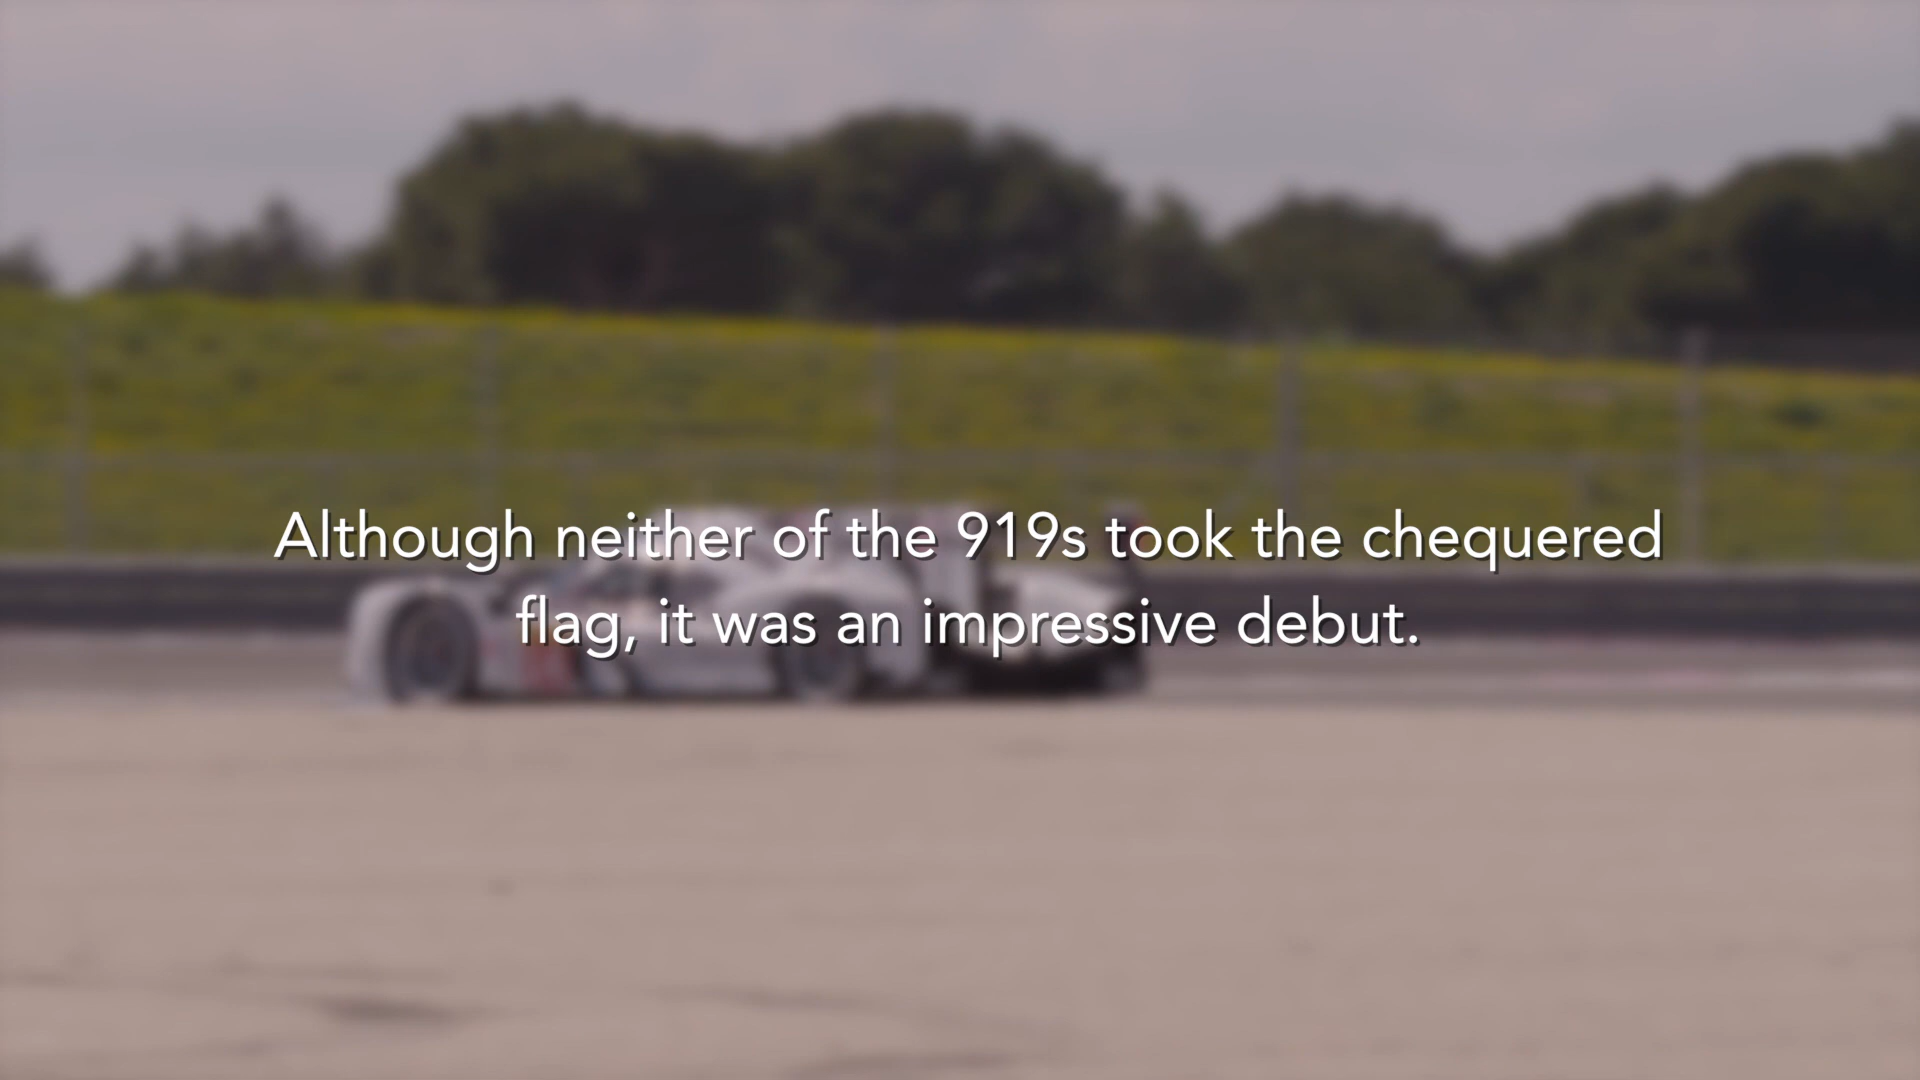 Although neither of the 919s took the chequered
flag, it was an impressive debut.